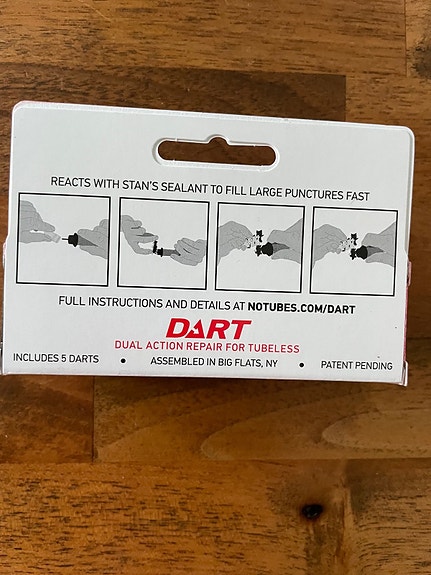 REACTS WITH STAN'S SEALANT TO FILL LARGE PUNCTURES FAST
FULL INSTRUCTIONS AND DETAILS AT NOTUBES.COM/DART
DART
DUAL ACTION REPAIR FOR TUBELESS
INCLUDES 5 DARTS • ASSEMBLED IN BIG FLATS, NY • PATENT PENDING